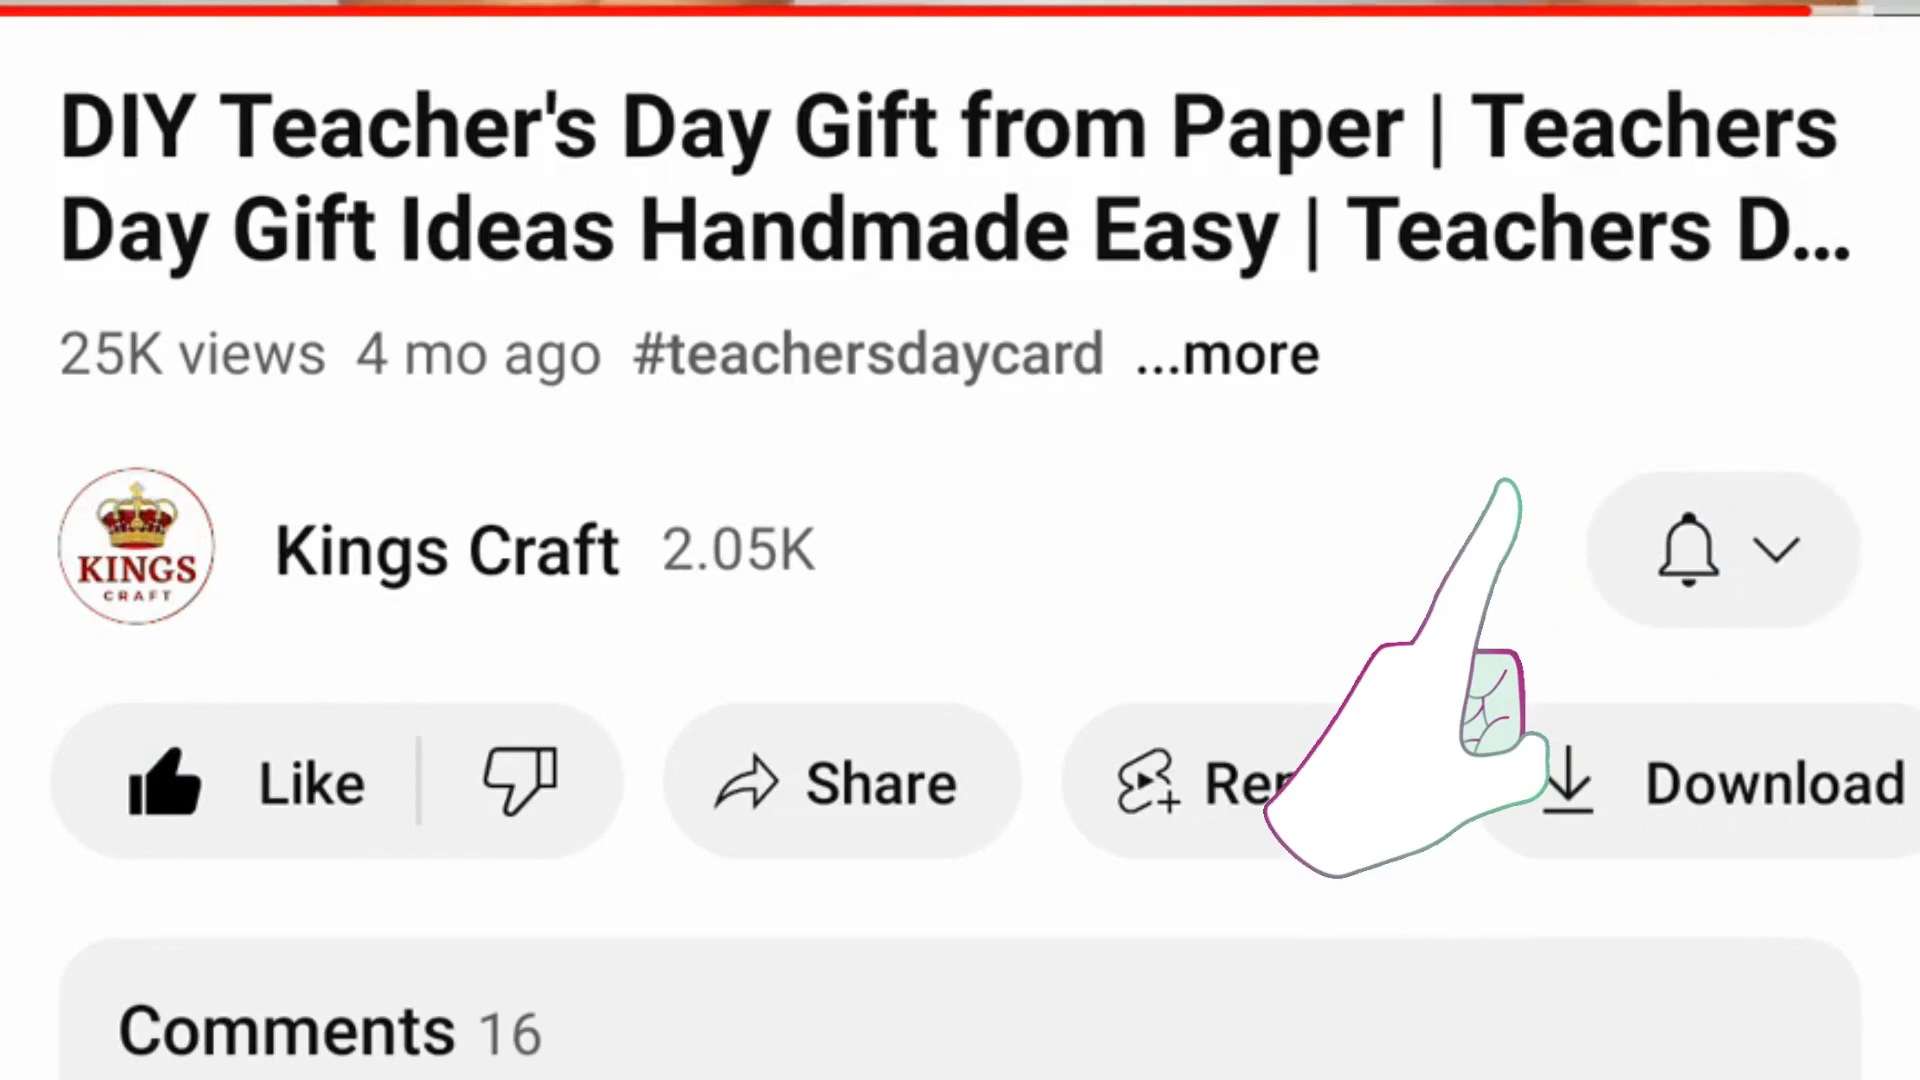 DIY Teacher's Day Gift from Paper | Teachers
Day Gift Ideas Handmade Easy | Teachers D...
25K views 4 mo ago #teachersdaycard ...more
KINGS
CRAFT
Kings Craft 2.05K
Like Share Download
Comments 16